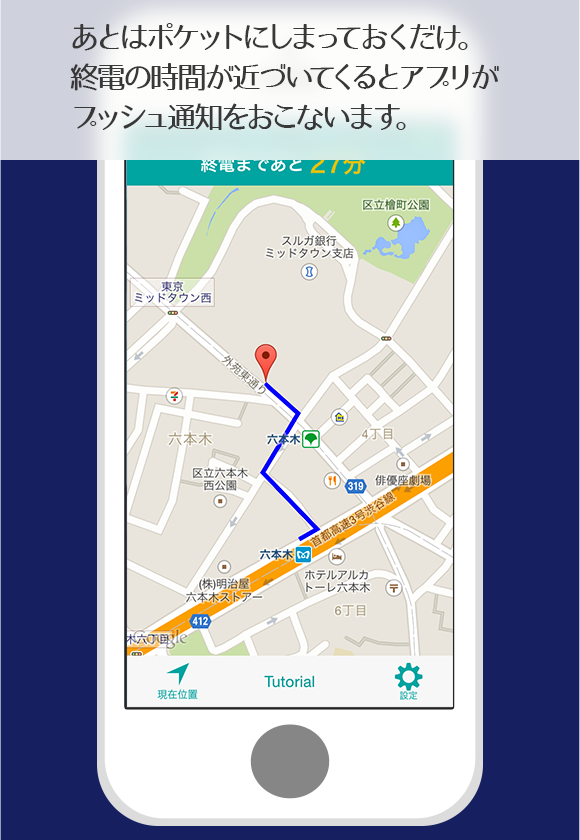 あとはポケットにしまっておくだけ。
終電の時間が近づいてくるとアプリが
プッシュ通知をおこないます。
終電まであと 27分
区立檜町公園
スルガ銀行
ミッドタウン支店
東京
ミッドタウン西
外苑東通り
六本木
六本木
4丁目
区立六本木
西公園
319
俳優座劇場
首都高速3号渋谷線
六本木
ホテルアルカ
トーレ六本木
(株)明治屋
六本木ストアー
6丁目
412
木六丁目
Google
現在位置
Tutorial
設定